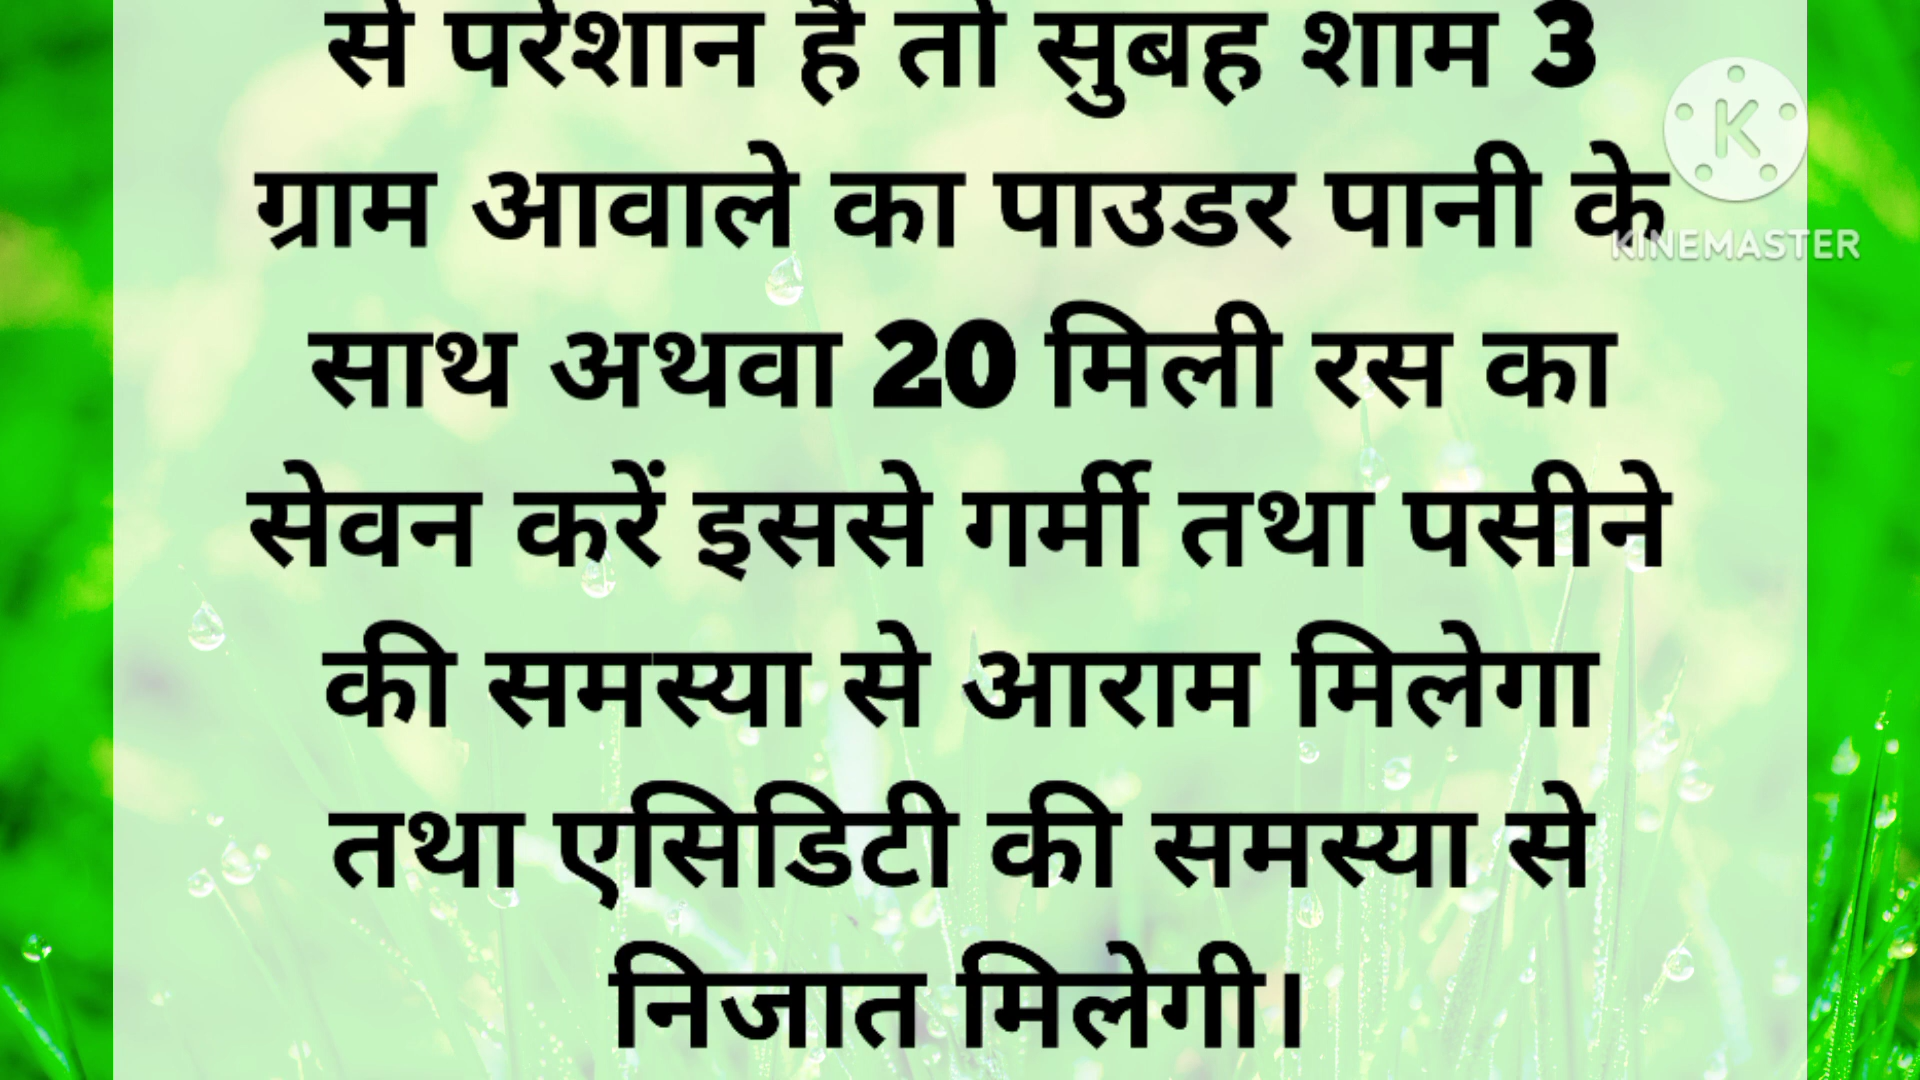 से परेशान है तो सुबह शाम 3
ग्राम आवाले का पाउडर पानी के
साथ अथवा 20 मिली रस का
सेवन करें इससे गर्मी तथा पसीने
की समस्या से आराम मिलेगा
तथा एसिडिटी की समस्या से
निजात मिलेगी।
K
KINEMASTER